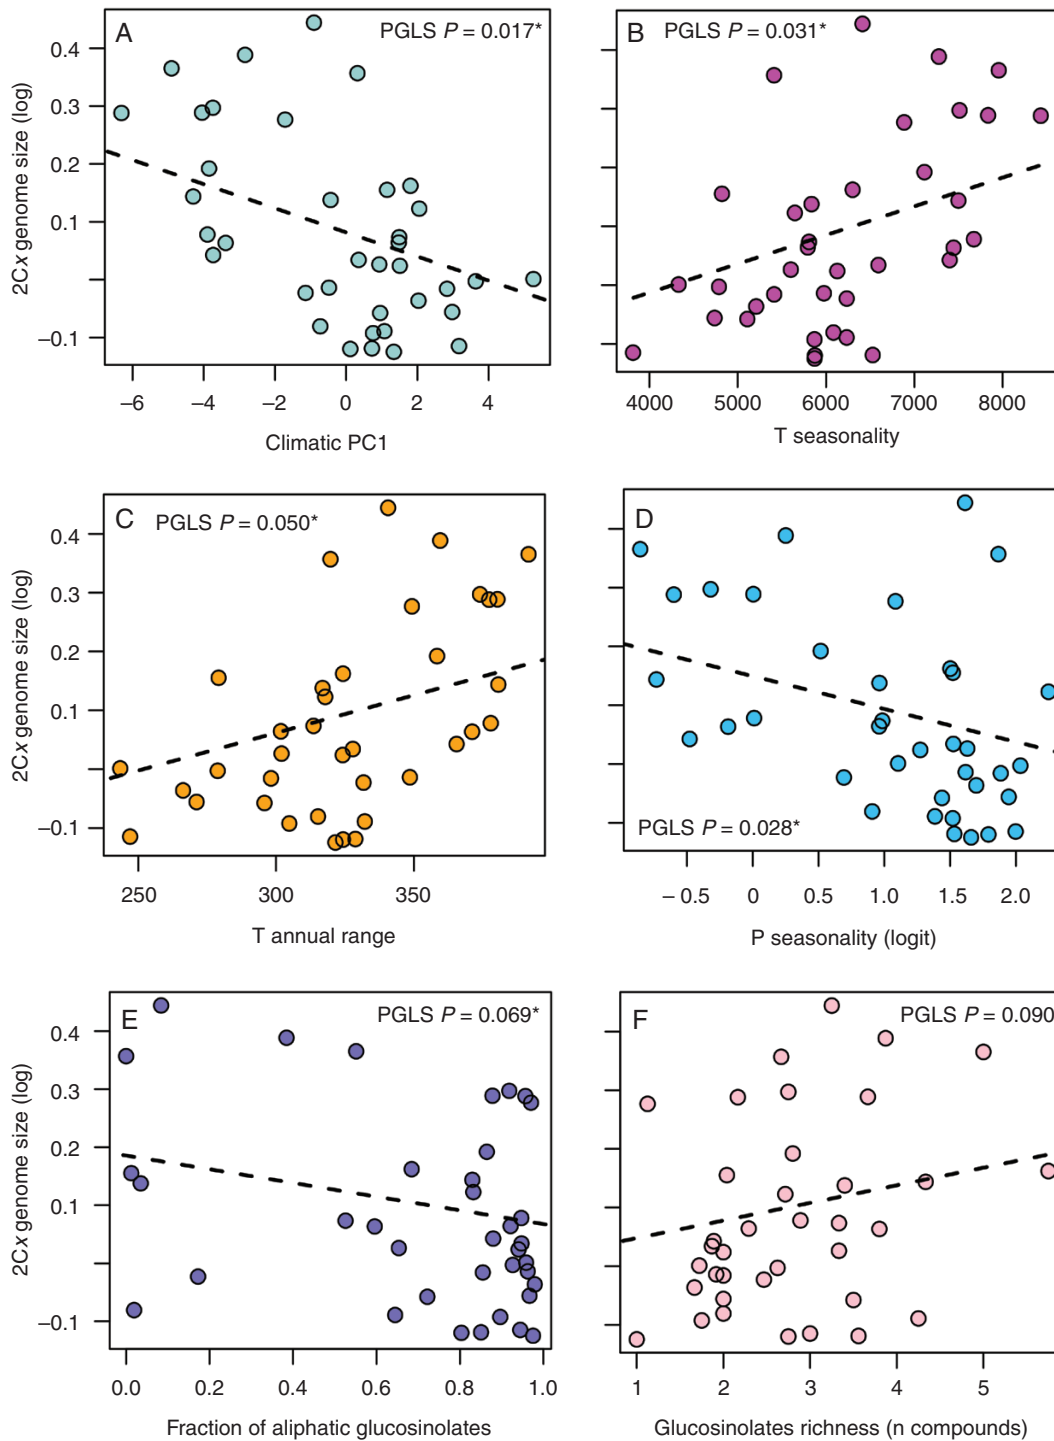 A
PGLS P = 0.017*
2Cx genome size (log)
0.4
0.3
0.2
0.1
–0.1
–6
–4
–2
0
2
4
Climatic PC1
B
PGLS P = 0.031*
4000
5000
6000
7000
8000
T seasonality
C
PGLS P = 0.050*
2Cx genome size (log)
0.4
0.3
0.2
0.1
–0.1
250
300
350
T annual range
D
PGLS P = 0.028*
– 0.5
0
0.5
1.0
1.5
2.0
P seasonality (logit)
E
PGLS P = 0.069*
2Cx genome size (log)
0.4
0.3
0.2
0.1
–0.1
0.0
0.2
0.4
0.6
0.8
1.0
Fraction of aliphatic glucosinolates
F
PGLS P = 0.090
1
2
3
4
5
Glucosinolates richness (n compounds)